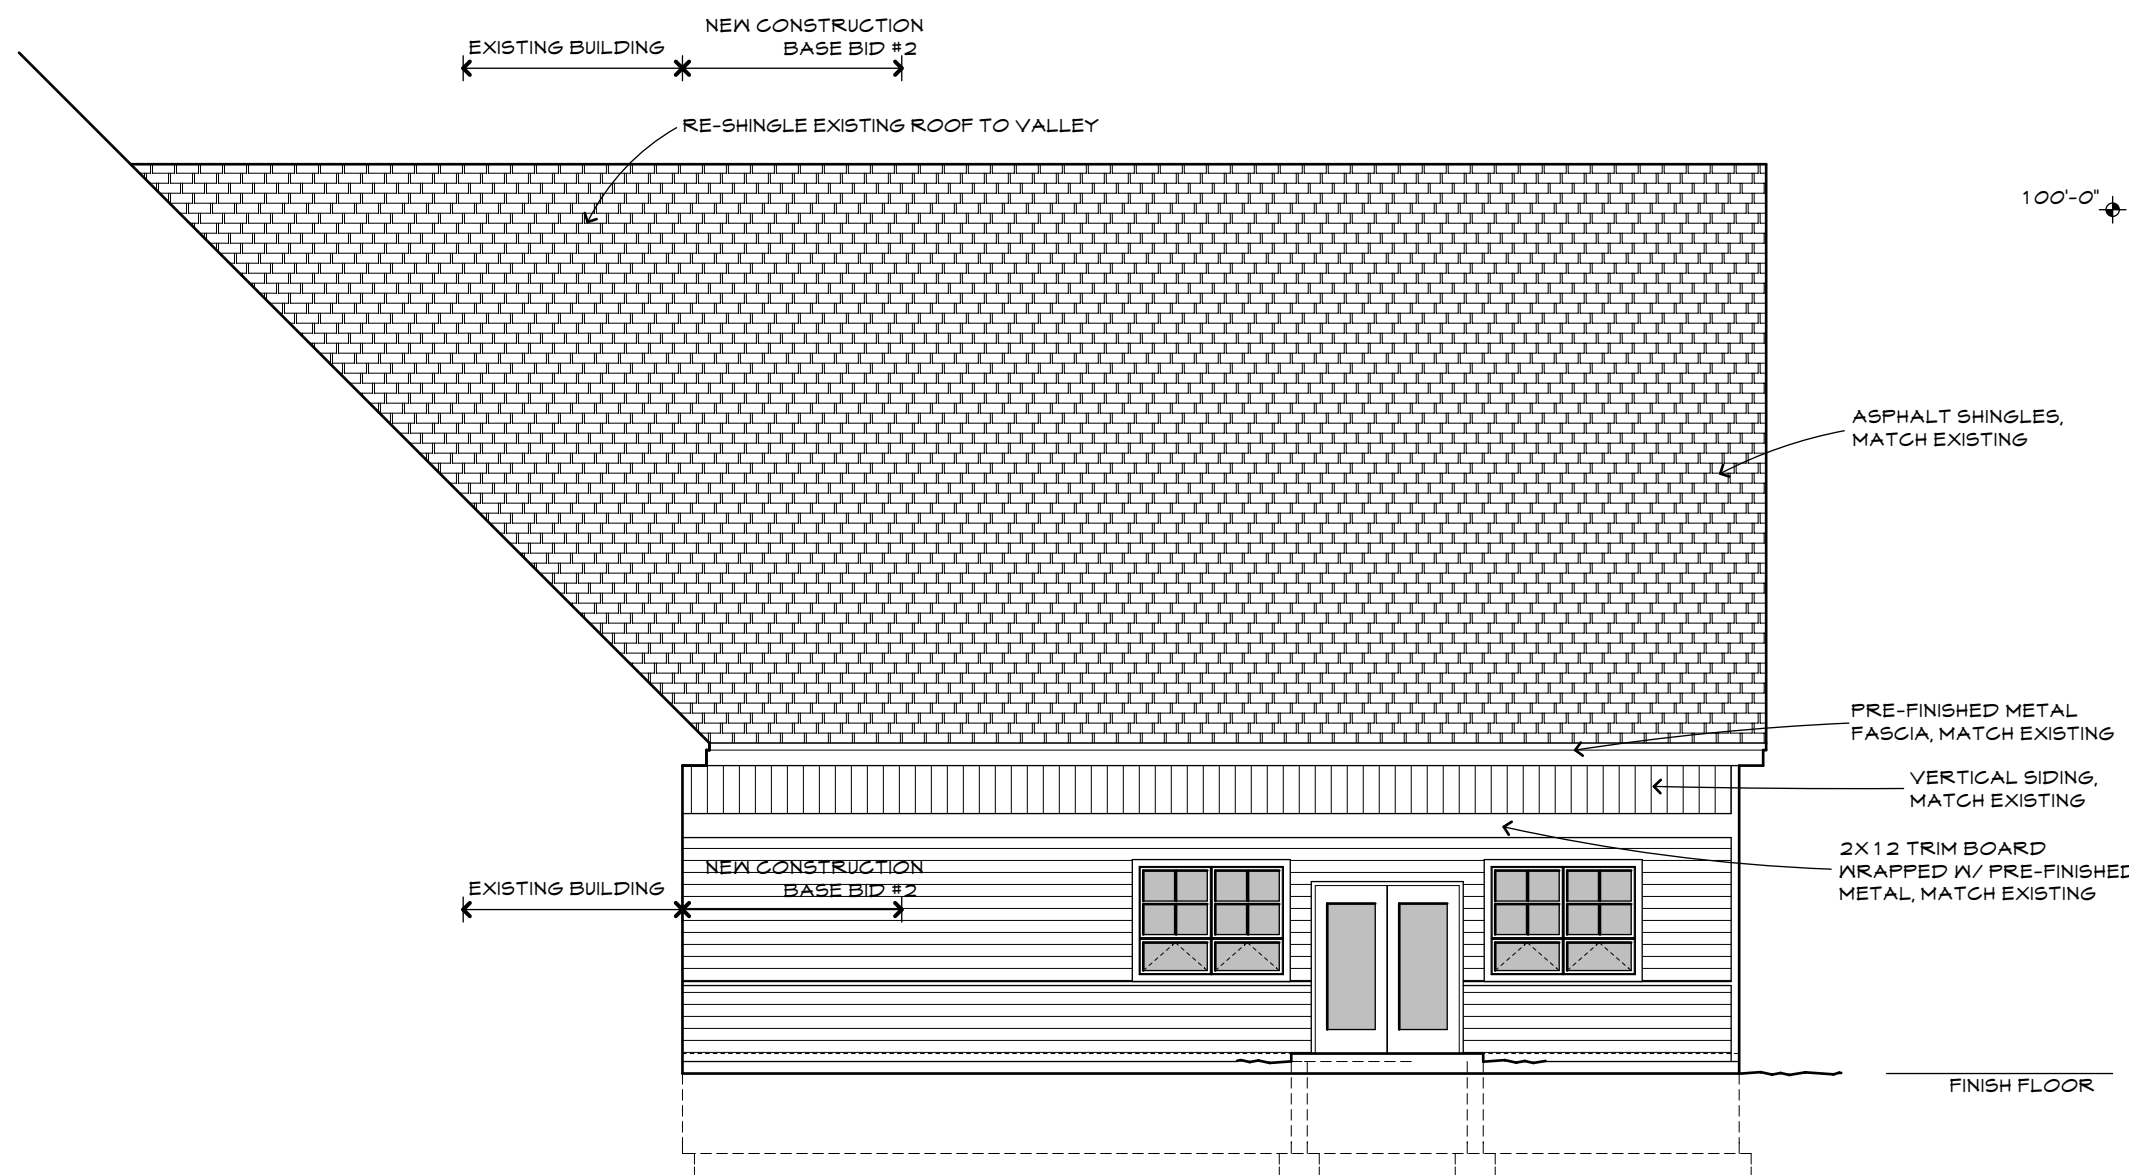 NEW CONSTRUCTION
BASE BID #2
EXISTING BUILDING
RE-SHINGLE EXISTING ROOF TO VALLEY
100'-0"
ASPHALT SHINGLES,
MATCH EXISTING
PRE-FINISHED METAL
FASCIA, MATCH EXISTING
VERTICAL SIDING,
MATCH EXISTING
2X12 TRIM BOARD
WRAPPED W/ PRE-FINISHED
METAL, MATCH EXISTING
NEW CONSTRUCTION
BASE BID #2
EXISTING BUILDING
FINISH FLOOR